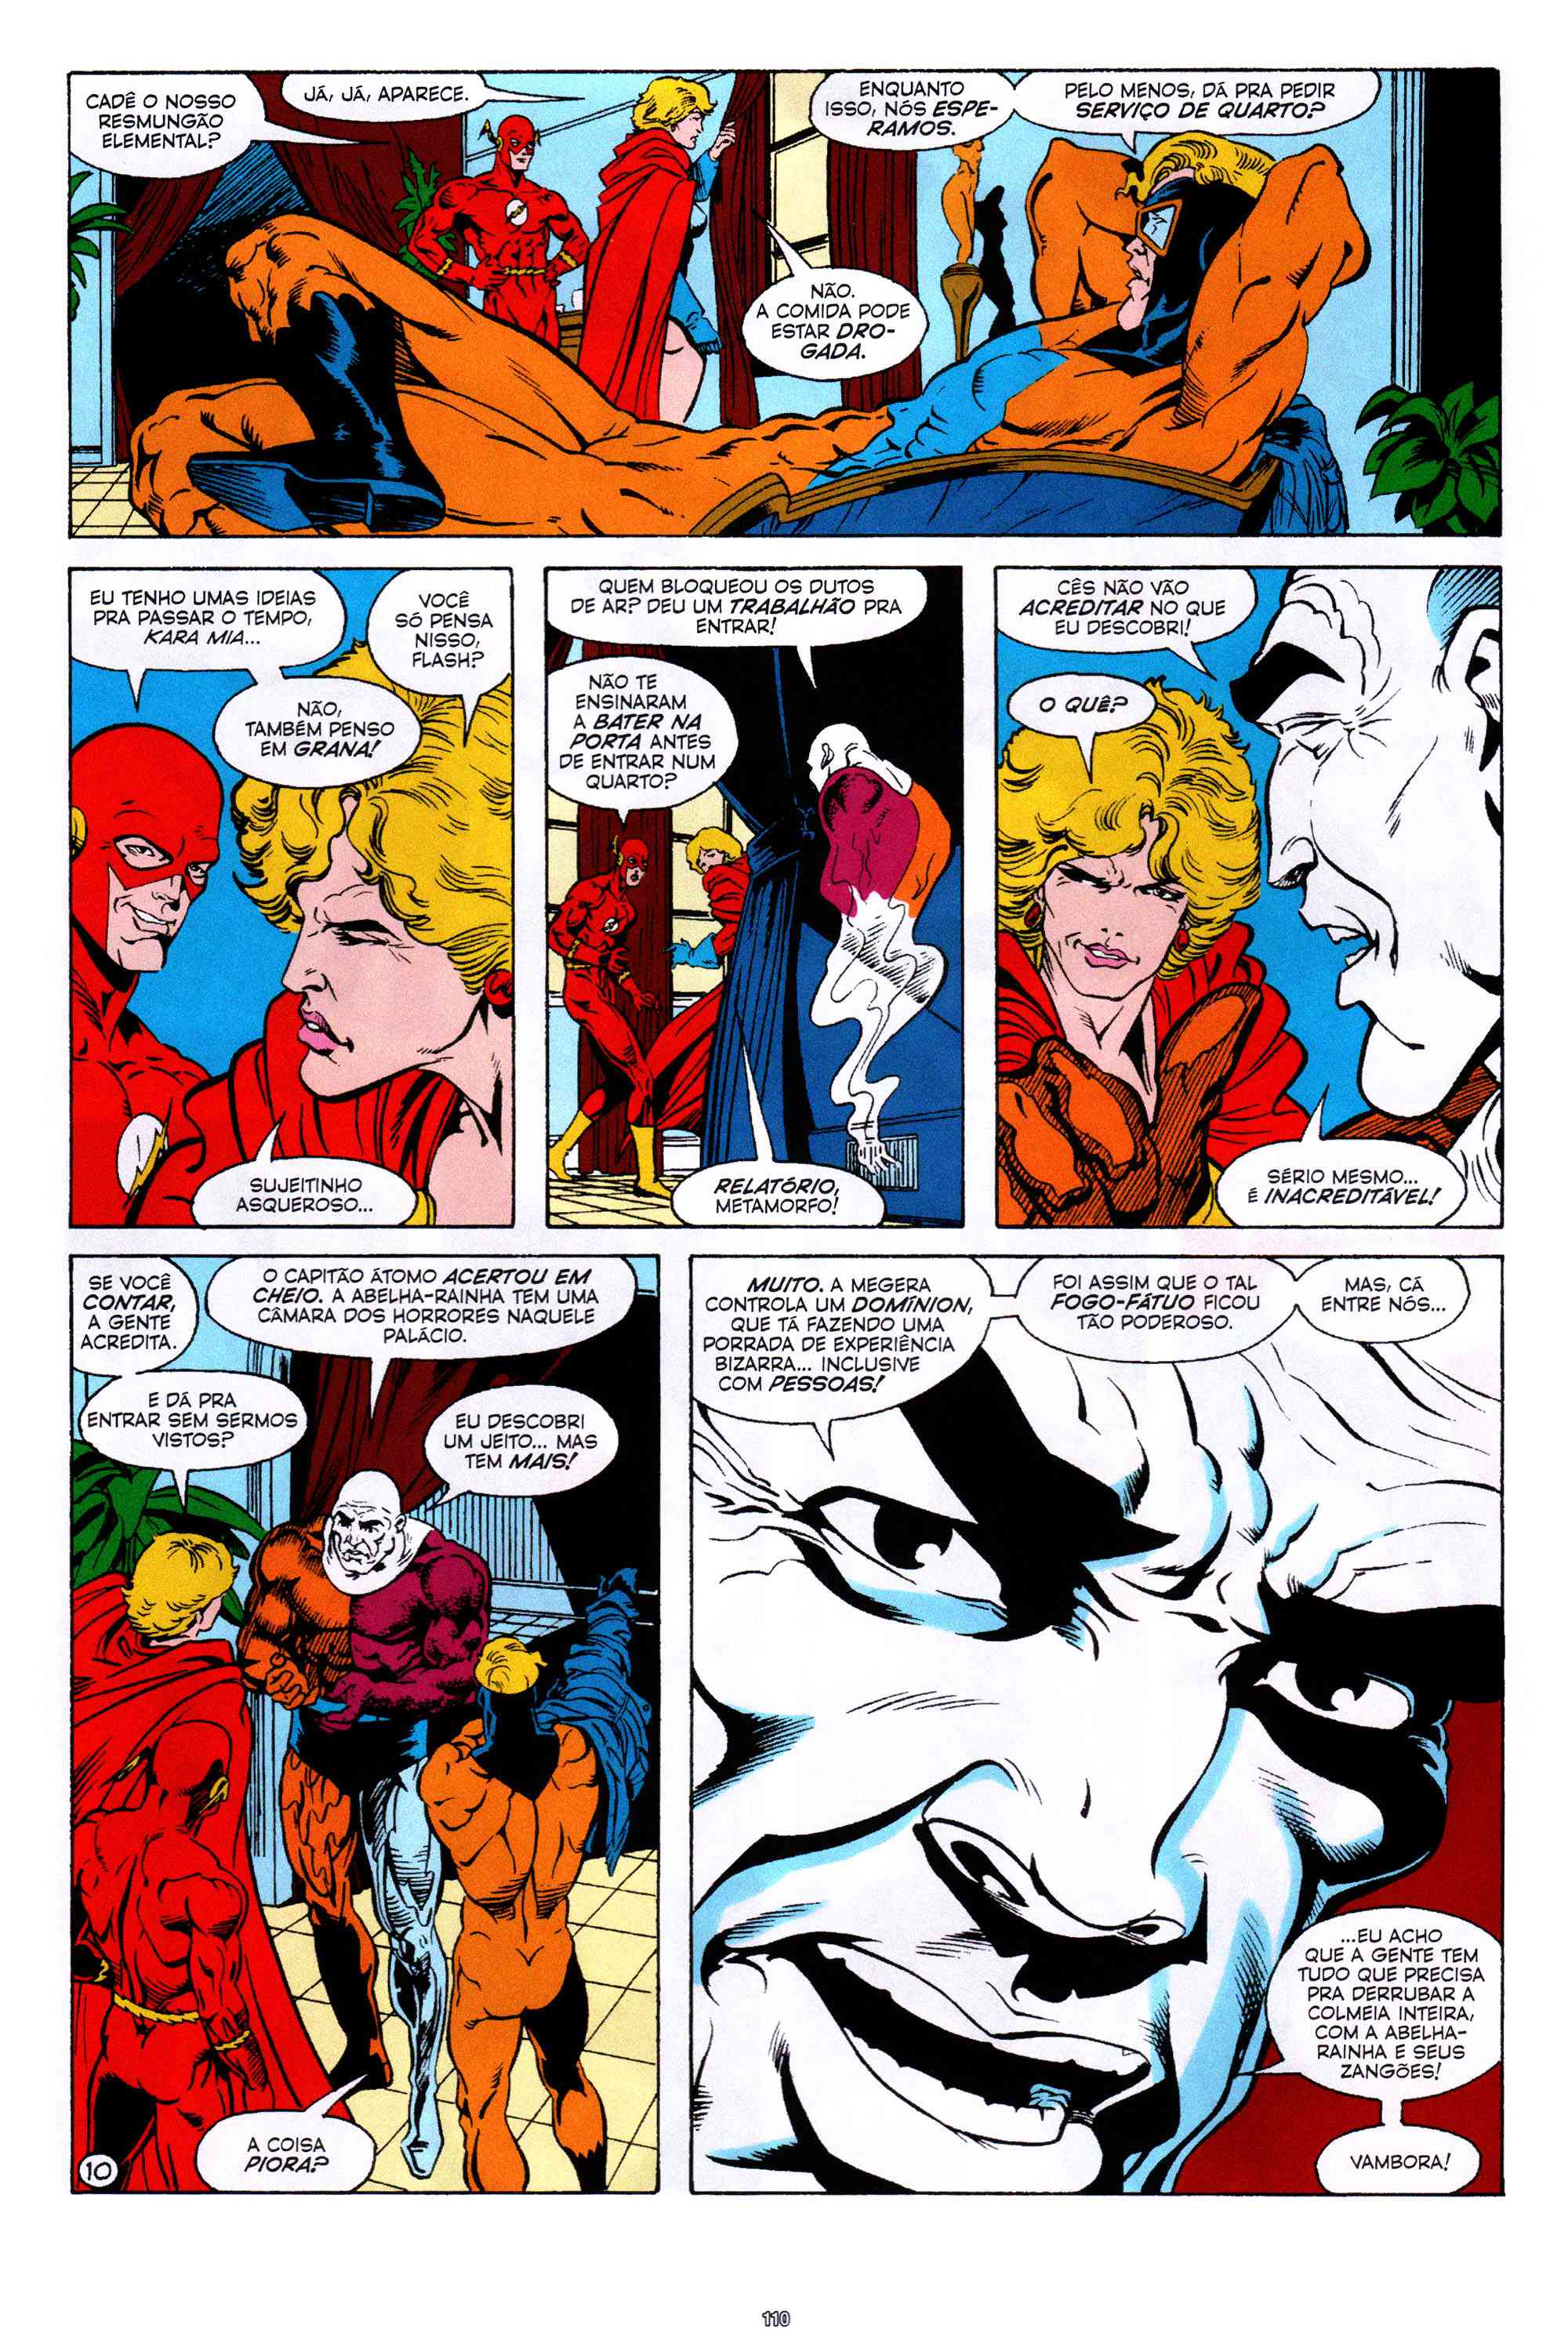 CADÊ O NOSSO
RESMUNGÃO
ELEMENTAL?
JÁ, JÁ, APARECE.
ENQUANTO
ISSO, NÓS ESPE-
RAMOS.
PELO MENOS, DÁ PRA PEDIR
SERVIÇO DE QUARTO?
NÃO.
A COMIDA PODE
ESTAR DRO-
GADA.
EU TENHO UMAS IDEIAS
PRA PASSAR O TEMPO,
KARA MIA...
VOCÊ
SÓ PENSA
NISSO,
FLASH?
NÃO,
TAMBÉM PENSO
EM GRANA!
SUJEITINHO
ASQUEROSO...
QUEM BLOQUEOU OS DUTOS
DE AR? DEU UM TRABALHÃO PRA
ENTRAR!
NÃO TE
ENSINARAM
A BATER NA
PORTA ANTES
DE ENTRAR NUM
QUARTO?
RELATÓRIO,
METAMORFO!
CÊS NÃO VÃO
ACREDITAR NO QUE
EU DESCOBRI!
O QUÊ?
SÉRIO MESMO...
É INACREDITÁVEL!
SE VOCÊ
CONTAR,
A GENTE
ACREDITA.
O CAPITÃO ÁTOMO ACERTOU EM
CHEIO. A ABELHA-RAINHA TEM UMA
CÂMARA DOS HORRORES NAQUELE
PALÁCIO.
E DÁ PRA
ENTRAR SEM SERMOS
VISTOS?
EU DESCOBRI
UM JEITO... MAS
TEM MAIS!
A COISA
PIORA?
10
MUITO. A MEGERA
CONTROLA UM DOMÍNION,
QUE TÁ FAZENDO UMA
PORRADA DE EXPERIÊNCIA
BIZARRA... INCLUSIVE
COM PESSOAS!
FOI ASSIM QUE O TAL
FOGO-FÁTUO FICOU
TÃO PODEROSO.
MAS, CÁ
ENTRE NÓS...
...EU ACHO
QUE A GENTE TEM
TUDO QUE PRECISA
PRA DERRUBAR A
COLMEIA INTEIRA,
COM A ABELHA-
RAINHA E SEUS
ZANGÕES!
VAMBORA!
110